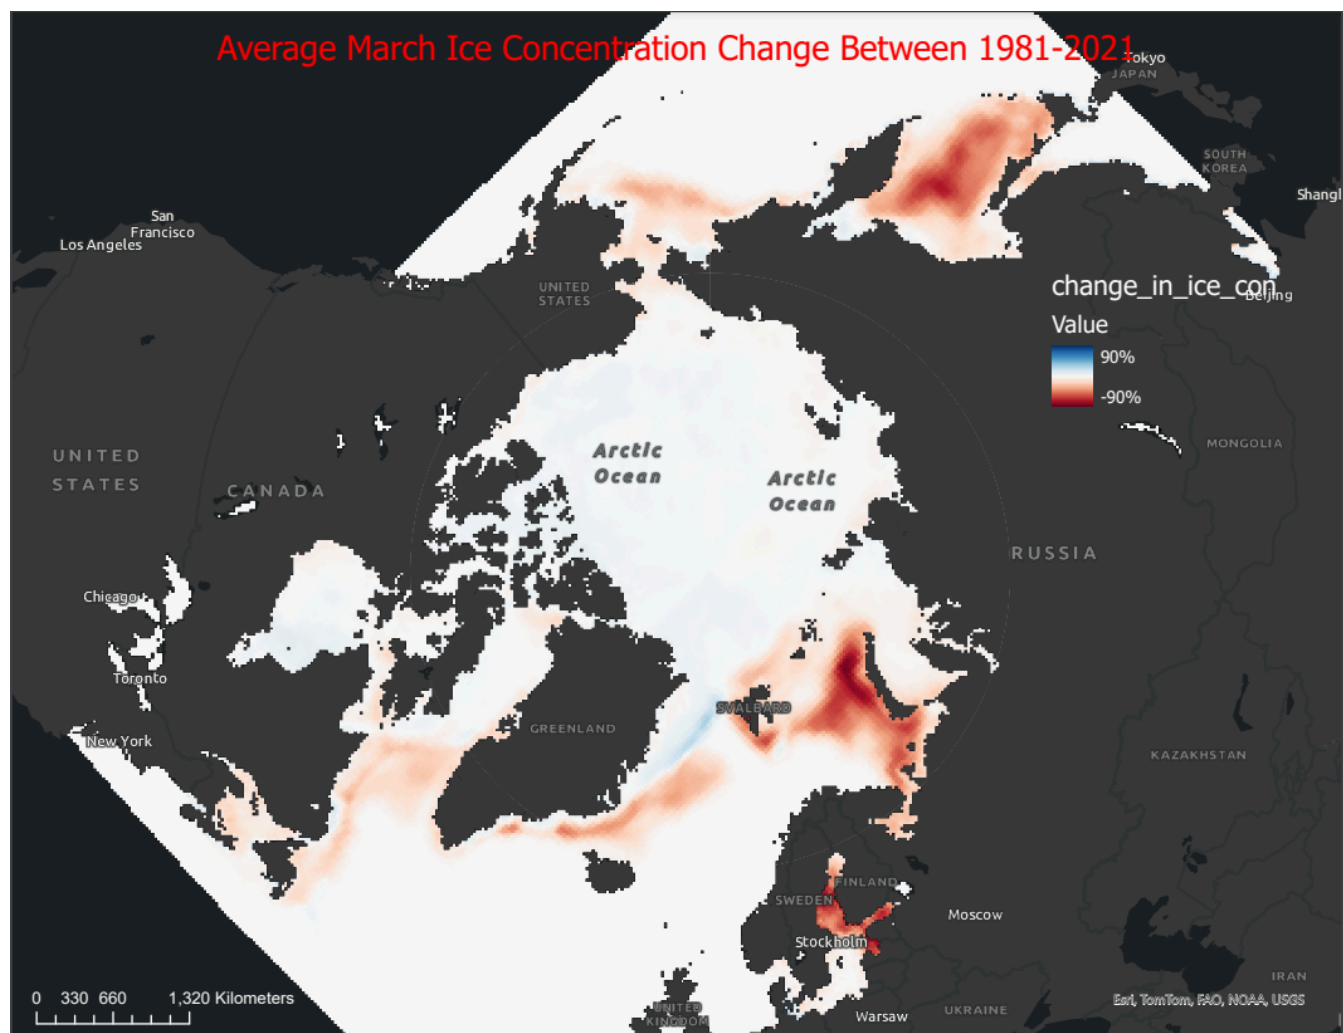 Average March Ice Concentration Change Between 1981-2021
Tokyo
JAPAN
SOUTH
KOREA
Shangl
San
Francisco
Los Angeles
UNITED
STATES
change_in_ice_con
Beijing
Value
90%
-90%
Arctic
Ocean
Arctic
Ocean
UNITED
STATES
CANADA
MONGOLIA
RUSSIA
Chicago
Toronto
New York
GREENLAND
SVALBARD
KAZAKHSTAN
FINLAND
SWEDEN
Moscow
Stockholm
IRAN
0 330 660 1,320 Kilometers
Esri, TomTom, FAO, NOAA, USGS
UNITED
KINGDOM
Warsaw
UKRAINE